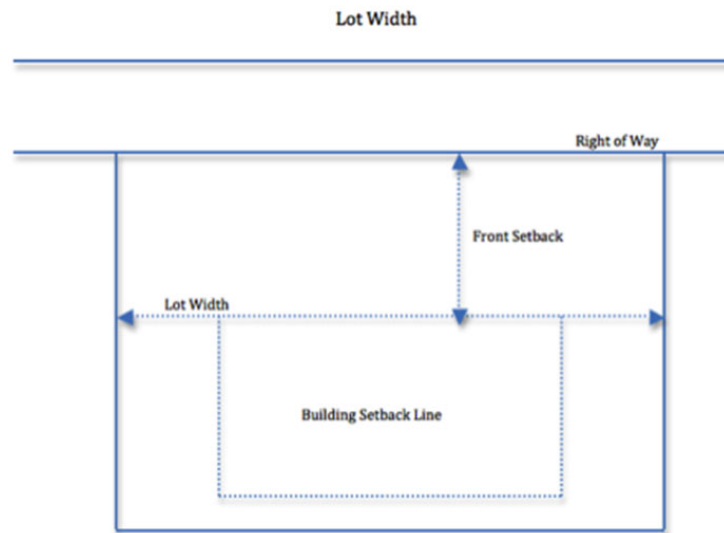 Lot Width
Right of Way
Front Setback
Lot Width
Building Setback Line